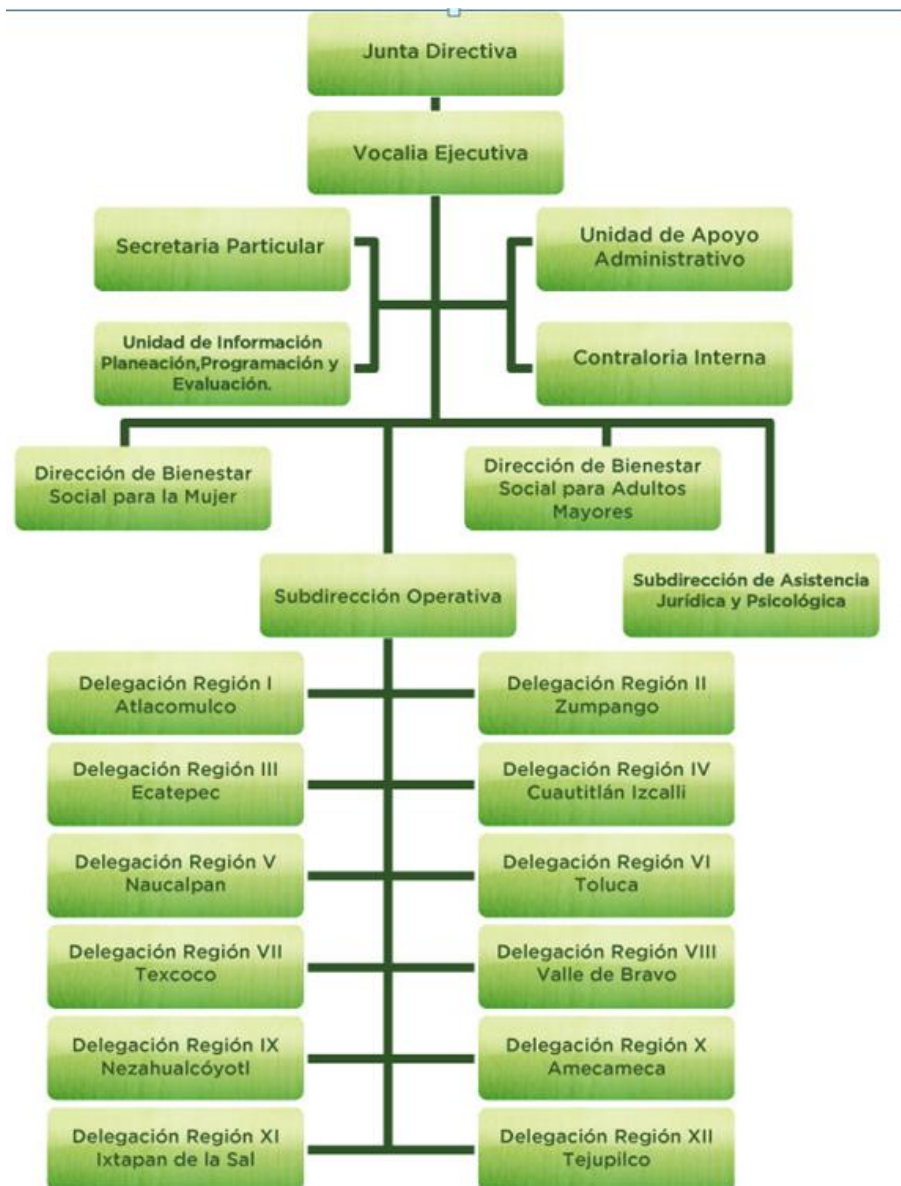 Junta Directiva
Vocalia Ejecutiva
Secretaria Particular
Unidad de Apoyo
Administrativo
Unidad de Información
Planeación,Programación y
Evaluación.
Contraloria Interna
Dirección de Bienestar
Social para la Mujer
Dirección de Bienestar
Social para Adultos
Mayores
Subdirección Operativa
Subdirección de Asistencia
Jurídica y Psicológica
Delegación Región I
Atlacomulco
Delegación Región II
Zumpango
Delegación Región III
Ecatepec
Delegación Región IV
Cuautitlán Izcalli
Delegación Región V
Naucalpan
Delegación Región VI
Toluca
Delegación Región VII
Texcoco
Delegación Región VIII
Valle de Bravo
Delegación Región IX
Nezahualcóyotl
Delegación Región X
Amecameca
Delegación Región XI
Ixtapan de la Sal
Delegación Región XII
Tejupilco